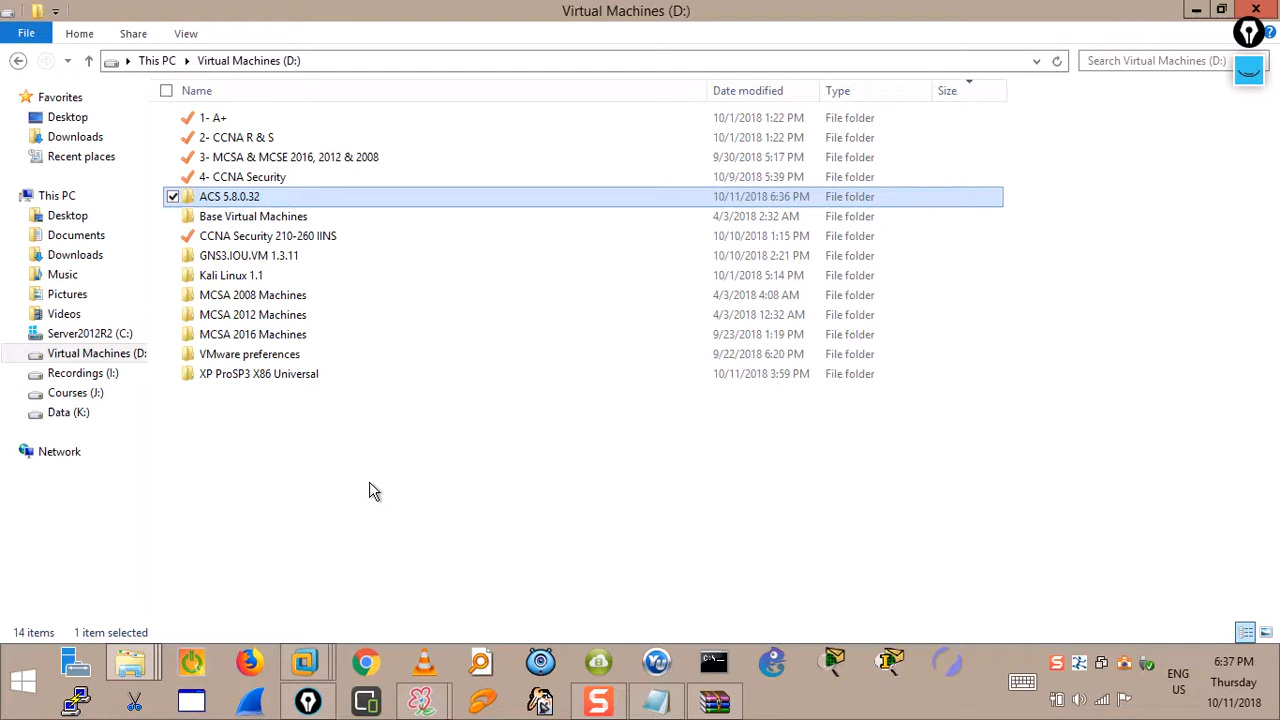 Virtual Machines (D:)
File Home Share View
This PC Virtual Machines (D:) Search Virtual Machines (D:)
Name Date modified Type Size
Favorites
Desktop
Downloads
Recent places
This PC
Desktop
Documents
Downloads
Music
Pictures
Videos
Server2012R2 (C:)
Virtual Machines (D:
Recordings (I:)
Courses (J:)
Data (K:)
Network
1- A+ 10/1/2018 1:22 PM File folder
2- CCNA R & S 10/1/2018 1:22 PM File folder
3- MCSA & MCSE 2016, 2012 & 2008 9/30/2018 5:17 PM File folder
4- CCNA Security 10/9/2018 5:39 PM File folder
ACS 5.8.0.32 10/11/2018 6:36 PM File folder
Base Virtual Machines 4/3/2018 2:32 AM File folder
CCNA Security 210-260 IINS 10/10/2018 1:15 PM File folder
GNS3.IOU.VM 1.3.11 10/10/2018 2:21 PM File folder
Kali Linux 1.1 10/1/2018 5:14 PM File folder
MCSA 2008 Machines 4/3/2018 4:08 AM File folder
MCSA 2012 Machines 4/3/2018 12:32 AM File folder
MCSA 2016 Machines 9/23/2018 1:19 PM File folder
VMware preferences 9/22/2018 6:20 PM File folder
XP ProSP3 X86 Universal 10/11/2018 3:59 PM File folder
14 items 1 item selected
ENG
US
6:37 PM
Thursday
10/11/2018